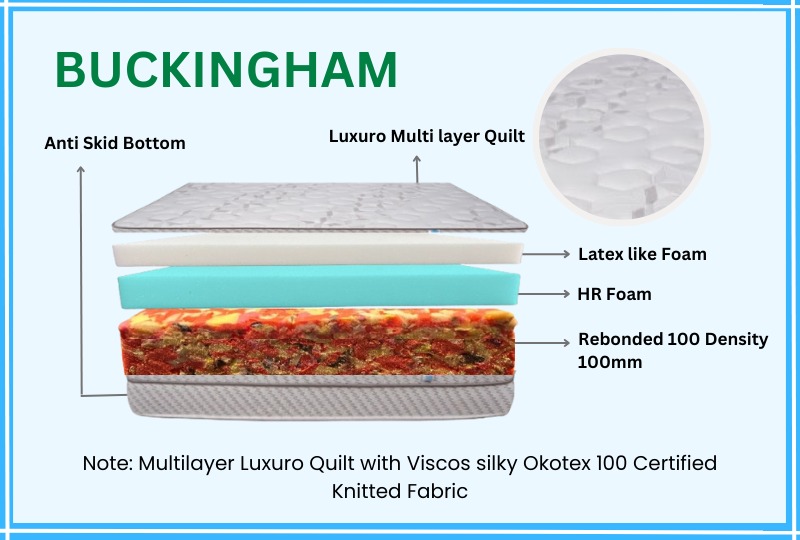 BUCKINGHAM
Anti Skid Bottom
Luxuro Multi layer Quilt
Latex like Foam
HR Foam
Rebonded 100 Density
100mm
Note: Multilayer Luxuro Quilt with Viscos silky Okotex 100 Certified
Knitted Fabric